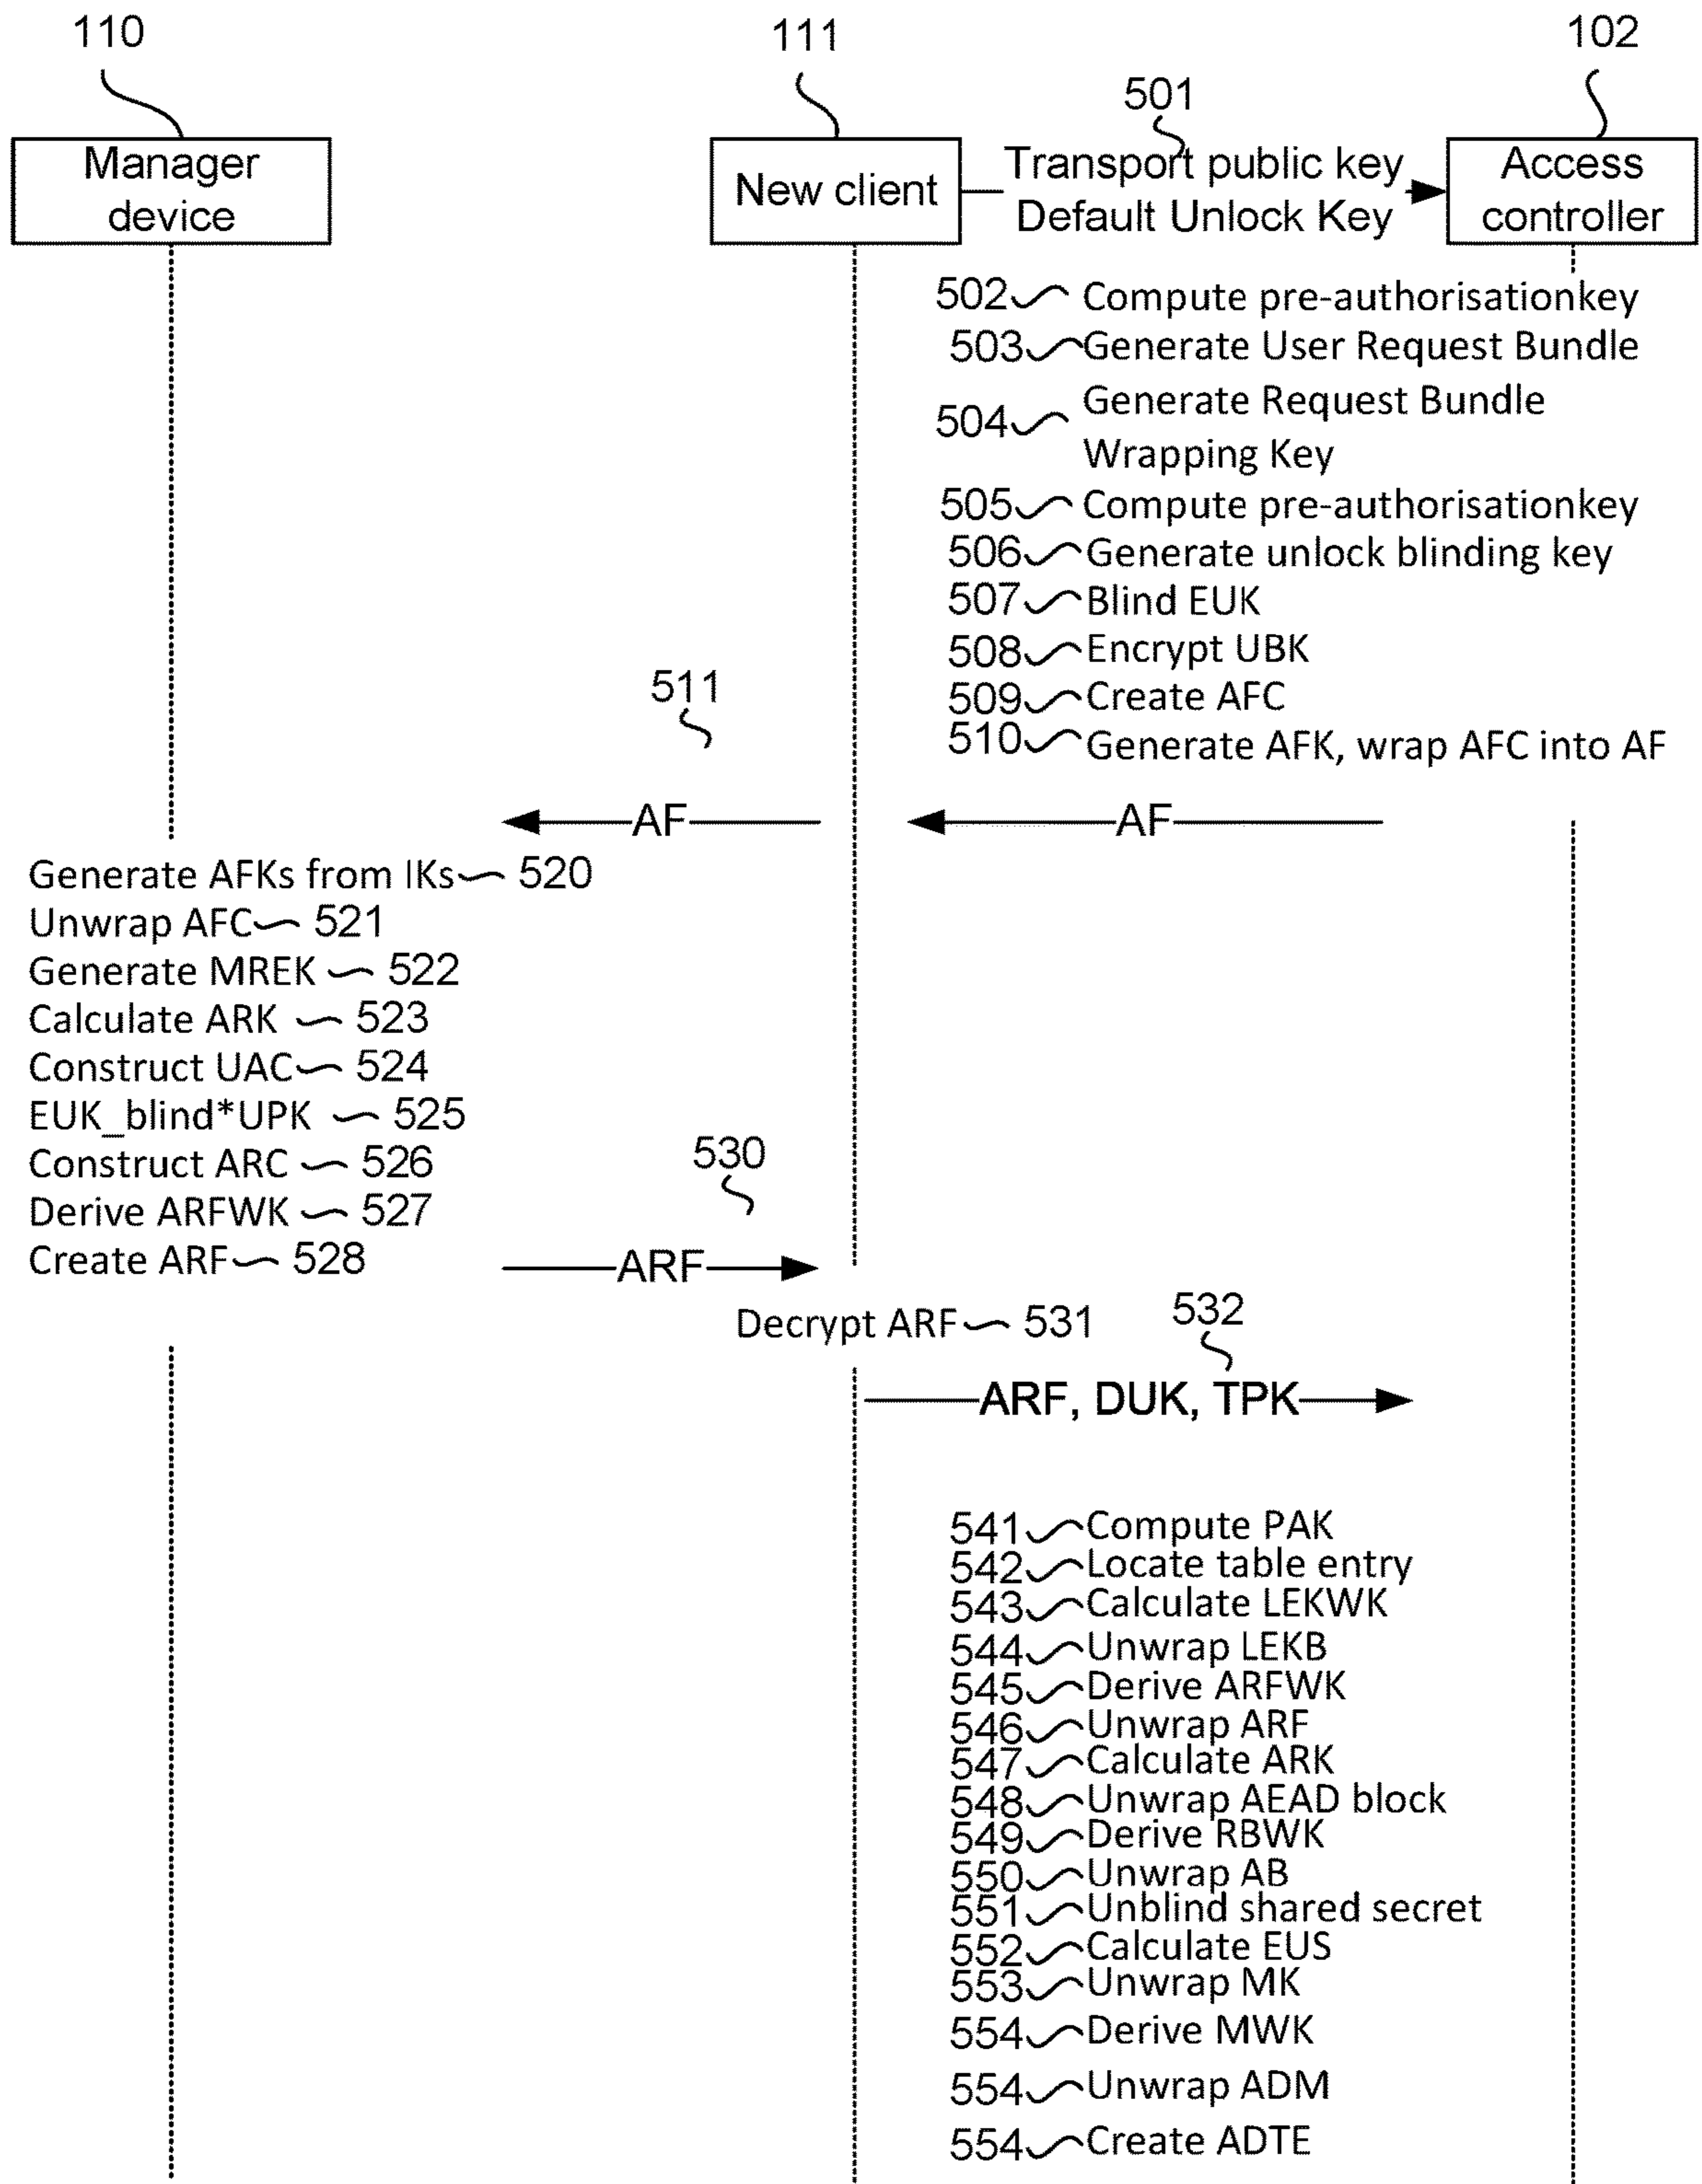 110
111
102
501
Manager
device
New client
Transport public key
Default Unlock Key
Access
controller
502 Compute pre-authorisationkey
503 Generate User Request Bundle
504 Generate Request Bundle
Wrapping Key
505 Compute pre-authorisationkey
506 Generate unlock blinding key
507 Blind EUK
508 Encrypt UBK
509 Create AFC
510 Generate AFK, wrap AFC into AF
511
AF
AF
Generate AFKs from IKs 520
Unwrap AFC 521
Generate MREK 522
Calculate ARK 523
Construct UAC 524
EUK_blind*UPK 525
Construct ARC 526
Derive ARFWK 527
Create ARF 528
530
ARF
Decrypt ARF 531
532
ARF, DUK, TPK
541 Compute PAK
542 Locate table entry
543 Calculate LEKWK
544 Unwrap LEKB
545 Derive ARFWK
546 Unwrap ARF
547 Calculate ARK
548 Unwrap AEAD block
549 Derive RBWK
550 Unwrap AB
551 Unblind shared secret
552 Calculate EUS
553 Unwrap MK
554 Derive MWK
554 Unwrap ADM
554 Create ADTE